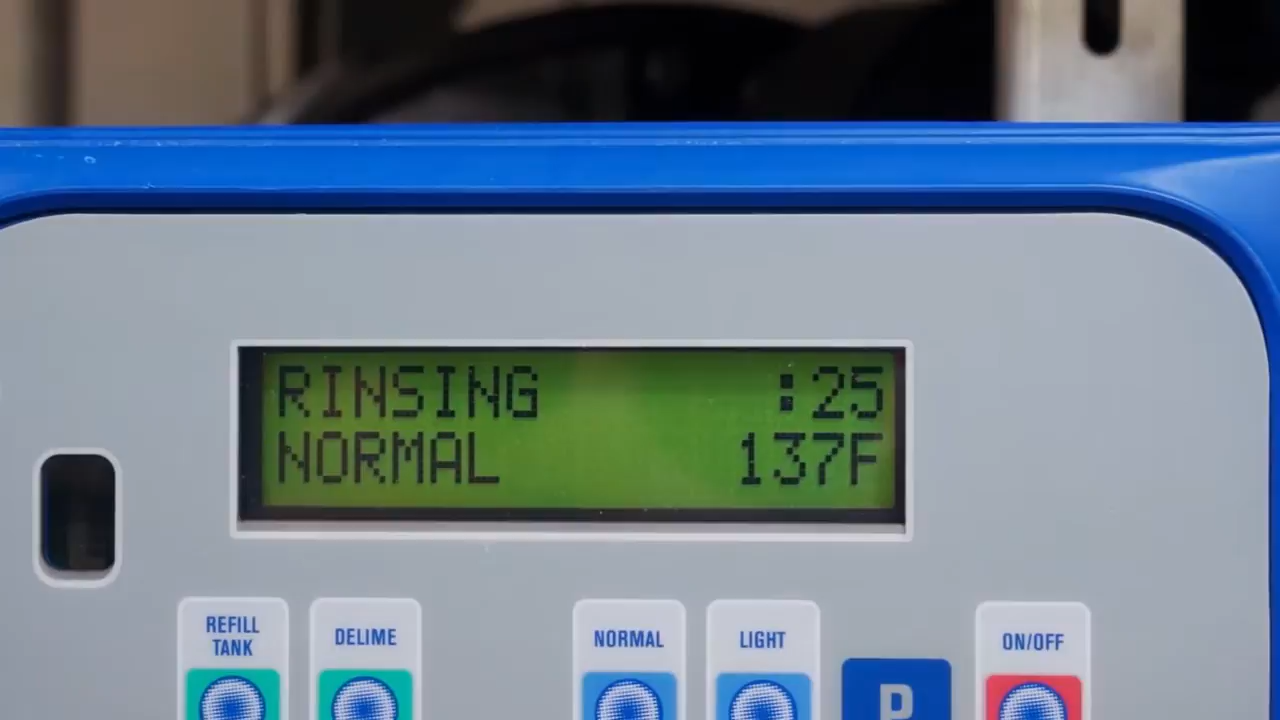 RINSING :25
NORMAL 137F
REFILL
TANK
DELIME
NORMAL
LIGHT
P
ON/OFF